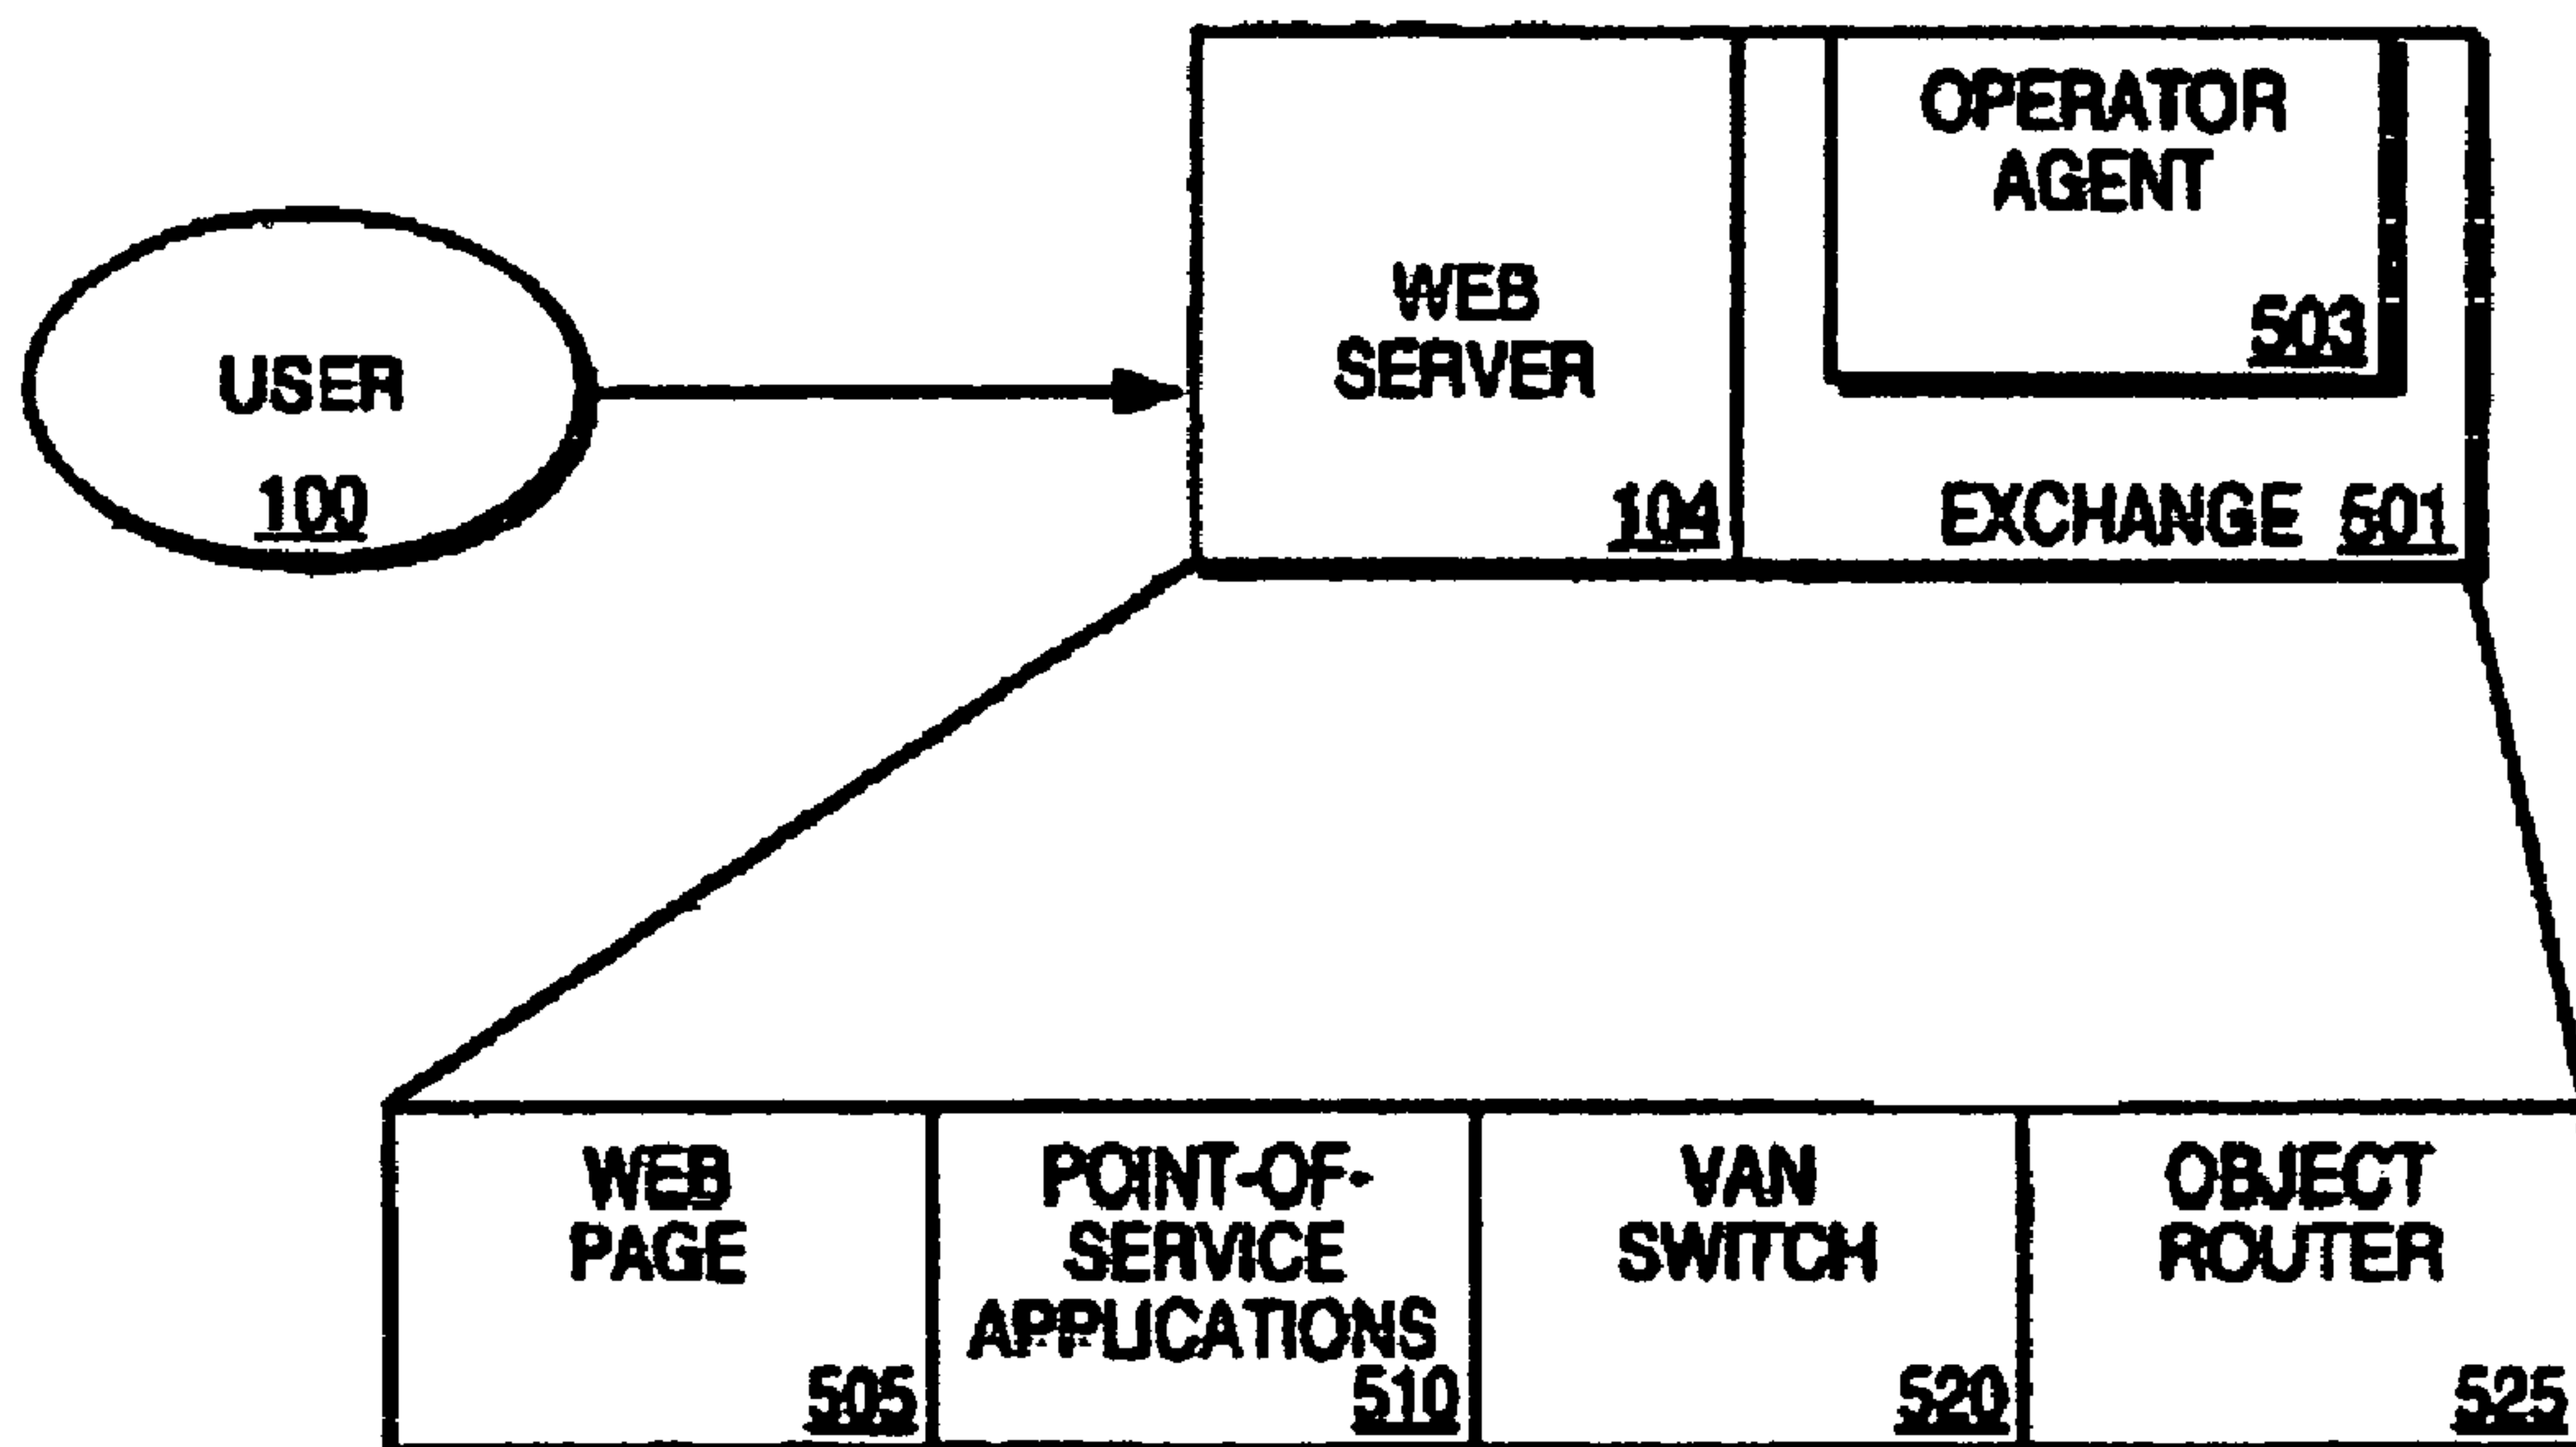 USER
100
WEB
SERVER
104
OPERATOR
AGENT
503
EXCHANGE 501
WEB
PAGE
505
POINT-OF-
SERVICE
APPLICATIONS
510
VAN
SWITCH
520
OBJECT
ROUTER
525